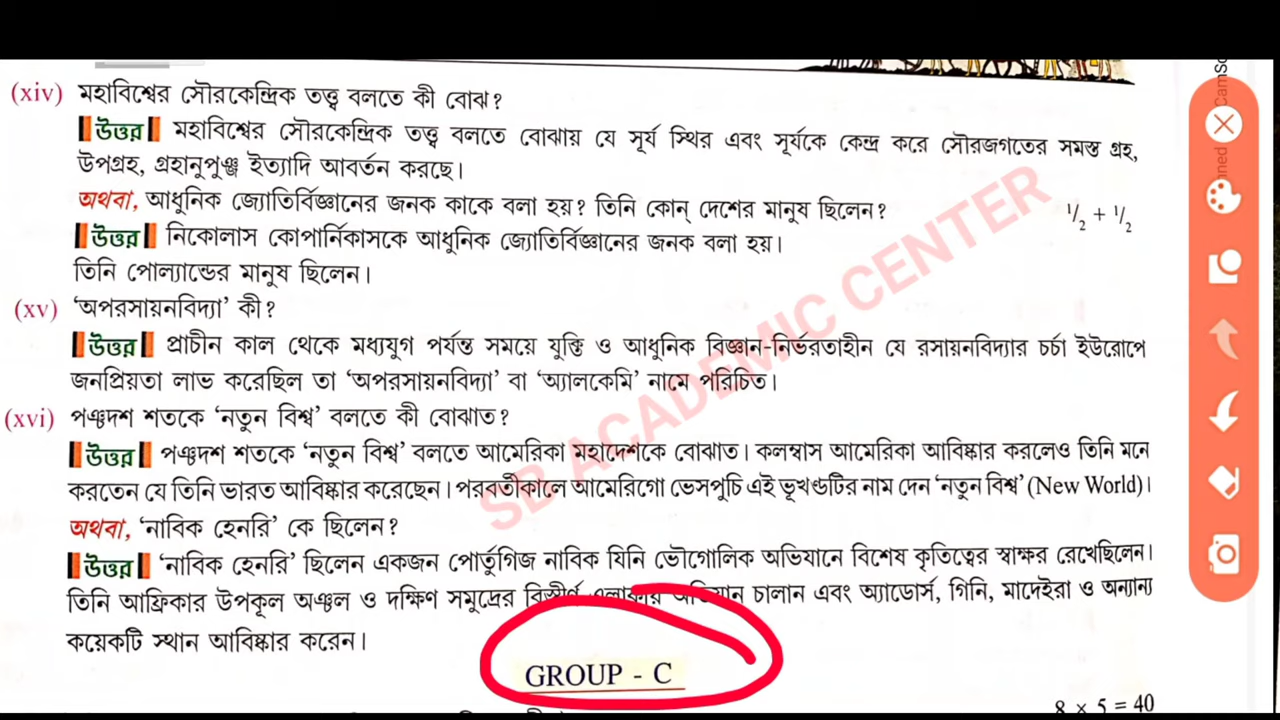 (xiv) মহাবিশ্বের সৌরকেন্দ্রিক তত্ত্ব বলতে কী বোঝ?
উত্তর মহাবিশ্বের সৌরকেন্দ্রিক তত্ত্ব বলতে বোঝায় যে সূর্য স্থির এবং সূর্যকে কেন্দ্র করে সৌরজগতের সমস্ত গ্রহ,
উপগ্রহ, গ্রহানুপুঞ্জ ইত্যাদি আবর্তন করছে।
অথবা, আধুনিক জ্যোতির্বিজ্ঞানের জনক কাকে বলা হয়? তিনি কোন্ দেশের মানুষ ছিলেন? 1/2 + 1/2
উত্তর নিকোলাস কোপার্নিকাসকে আধুনিক জ্যোতির্বিজ্ঞানের জনক বলা হয়।
তিনি পোল্যান্ডের মানুষ ছিলেন।
(xv) ‘অপরসায়নবিদ্যা’ কী?
উত্তর প্রাচীন কাল থেকে মধ্যযুগ পর্যন্ত সময়ে যুক্তি ও আধুনিক বিজ্ঞান-নির্ভরতাহীন যে রসায়নবিদ্যার চর্চা ইউরোপে
জনপ্রিয়তা লাভ করেছিল তা ‘অপরসায়নবিদ্যা’ বা ‘অ্যালকেমি’ নামে পরিচিত।
(xvi) পঞ্চদশ শতকে ‘নতুন বিশ্ব’ বলতে কী বোঝাত?
উত্তর পঞ্চদশ শতকে ‘নতুন বিশ্ব’ বলতে আমেরিকা মহাদেশকে বোঝাত। কলম্বাস আমেরিকা আবিষ্কার করলেও তিনি মনে
করতেন যে তিনি ভারত আবিষ্কার করেছেন। পরবর্তীকালে আমেরিগো ভেসপুচি এই ভূখণ্ডটির নাম দেন ‘নতুন বিশ্ব’ (New World)।
অথবা, ‘নাবিক হেনরি’ কে ছিলেন?
উত্তর ‘নাবিক হেনরি’ ছিলেন একজন পোর্তুগিজ নাবিক যিনি ভৌগোলিক অভিযানে বিশেষ কৃতিত্বের স্বাক্ষর রেখেছিলেন।
তিনি আফ্রিকার উপকূল অঞ্চল ও দক্ষিণ সমুদ্রের বিস্তীর্ণ এলাকায় অভিযান চালান এবং অ্যাডোর্স, গিনি, মাদেইরা ও অন্যান্য
কয়েকটি স্থান আবিষ্কার করেন।
GROUP - C
8 × 5 = 40
SB ACADEMIC CENTER